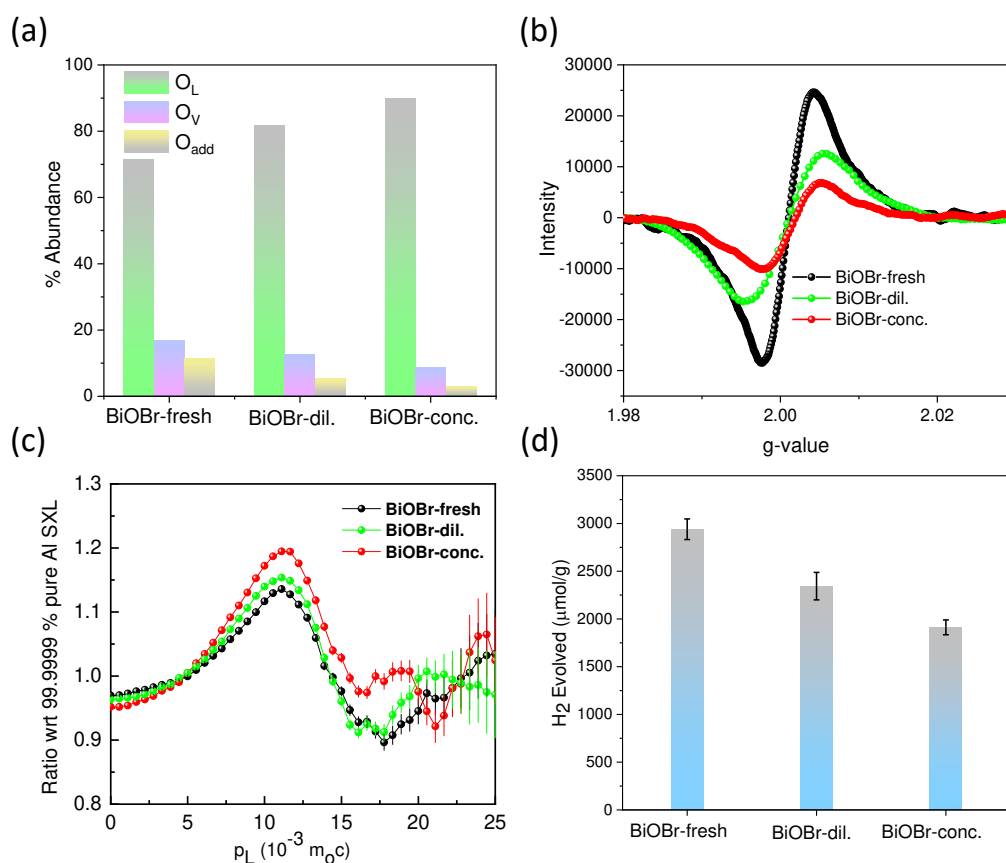 (a)
100
80
60
40
20
0
% Abundance
O_L
O_V
O_add
BiOBr-fresh
BiOBr-dil.
BiOBr-conc.
(b)
30000
20000
10000
0
-10000
-20000
-30000
Intensity
BiOBr-fresh
BiOBr-dil.
BiOBr-conc.
1.98
2.00
2.02
g-value
(c)
1.3
1.2
1.1
1.0
0.9
0.8
Ratio wrt 99.9999 % pure Al SXL
BiOBr-fresh
BiOBr-dil.
BiOBr-conc.
0 5 10 15 20 25
p_L (10^-3 m_oc)
(d)
3500
3000
2500
2000
1500
1000
500
0
H_2 Evolved (μmol/g)
BiOBr-fresh
BiOBr-dil.
BiOBr-conc.